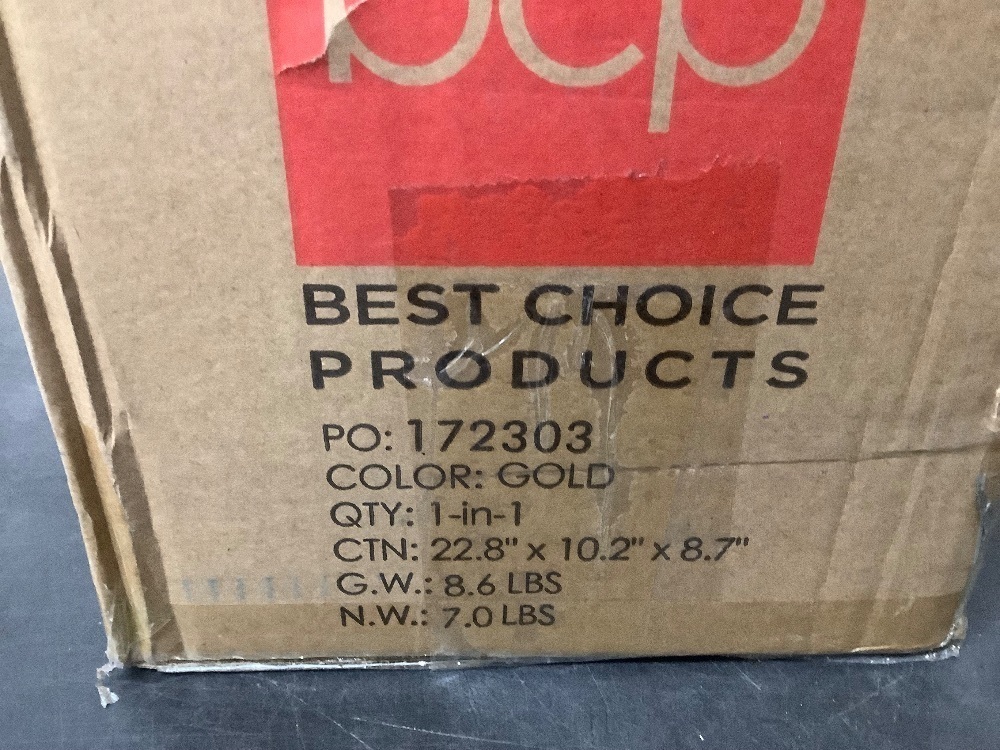 bcp
BEST CHOICE
PRODUCTS
PO: 172303
COLOR: GOLD
QTY: 1-in-1
CTN: 22.8" x 10.2" x 8.7"
G.W.: 8.6 LBS
N.W.: 7.0 LBS